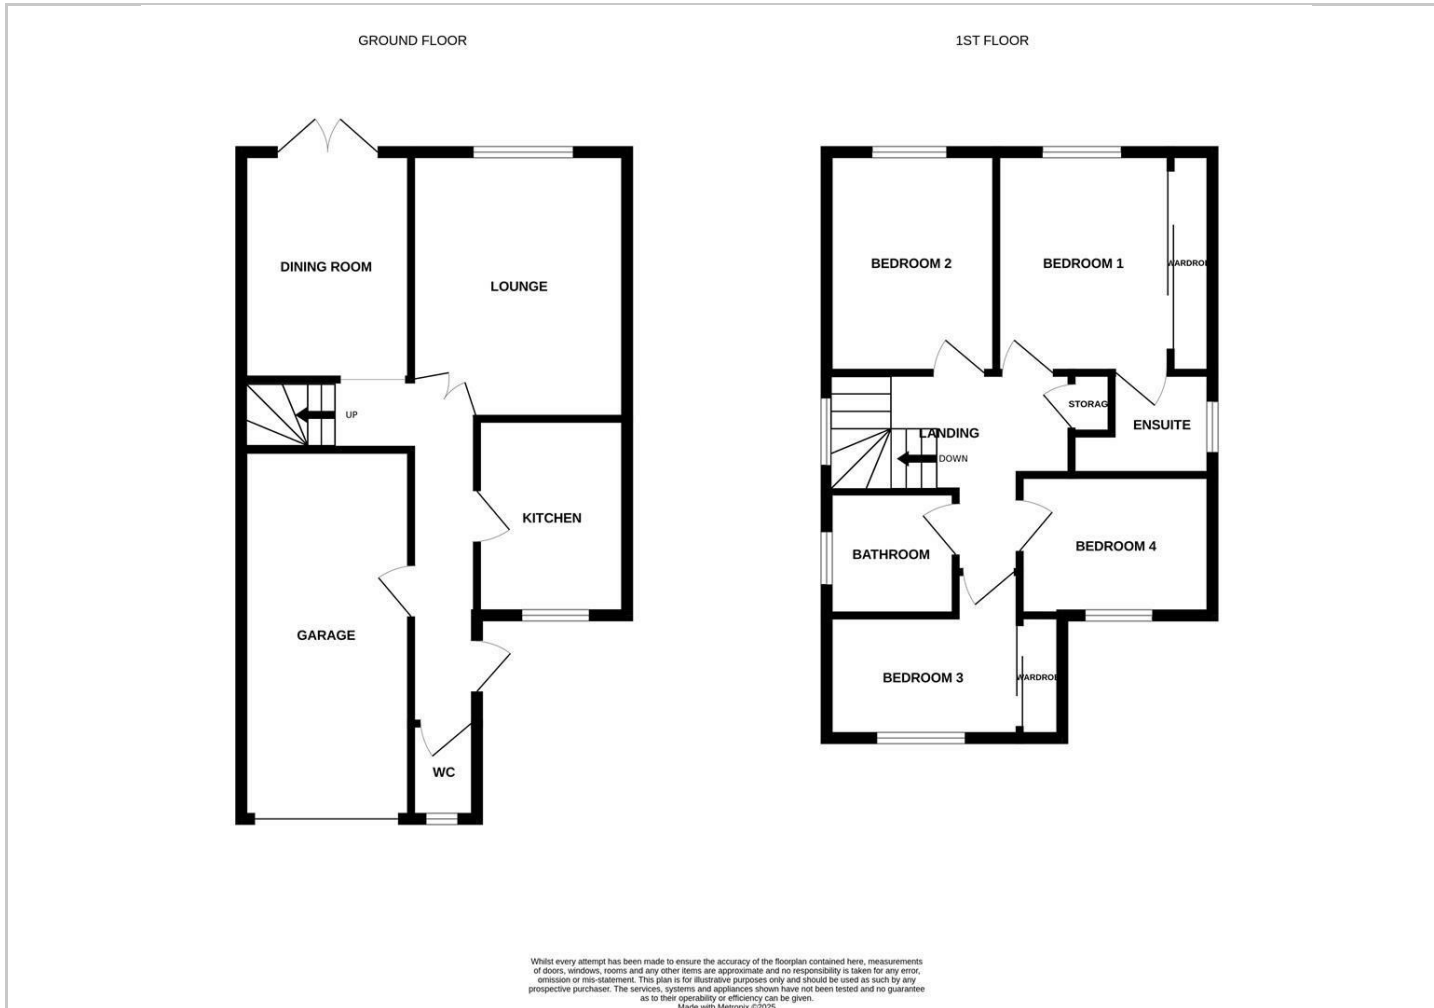 GROUND FLOOR
1ST FLOOR
DINING ROOM
LOUNGE
UP
KITCHEN
GARAGE
WC
BEDROOM 2
BEDROOM 1
WARDROB
STORAG
ENSUITE
LANDING
DOWN
BATHROOM
BEDROOM 4
BEDROOM 3
WARDROB
Whilst every attempt has been made to ensure the accuracy of the floorplan contained here, measurements
of doors, windows, rooms and any other items are approximate and no responsibility is taken for any error,
omission or mis-statement. This plan is for illustrative purposes only and should be used as such by any
prospective purchaser. The services, systems and appliances shown have not been tested and no guarantee
as to their operability or efficiency can be given.
Made with Metropix ©2025